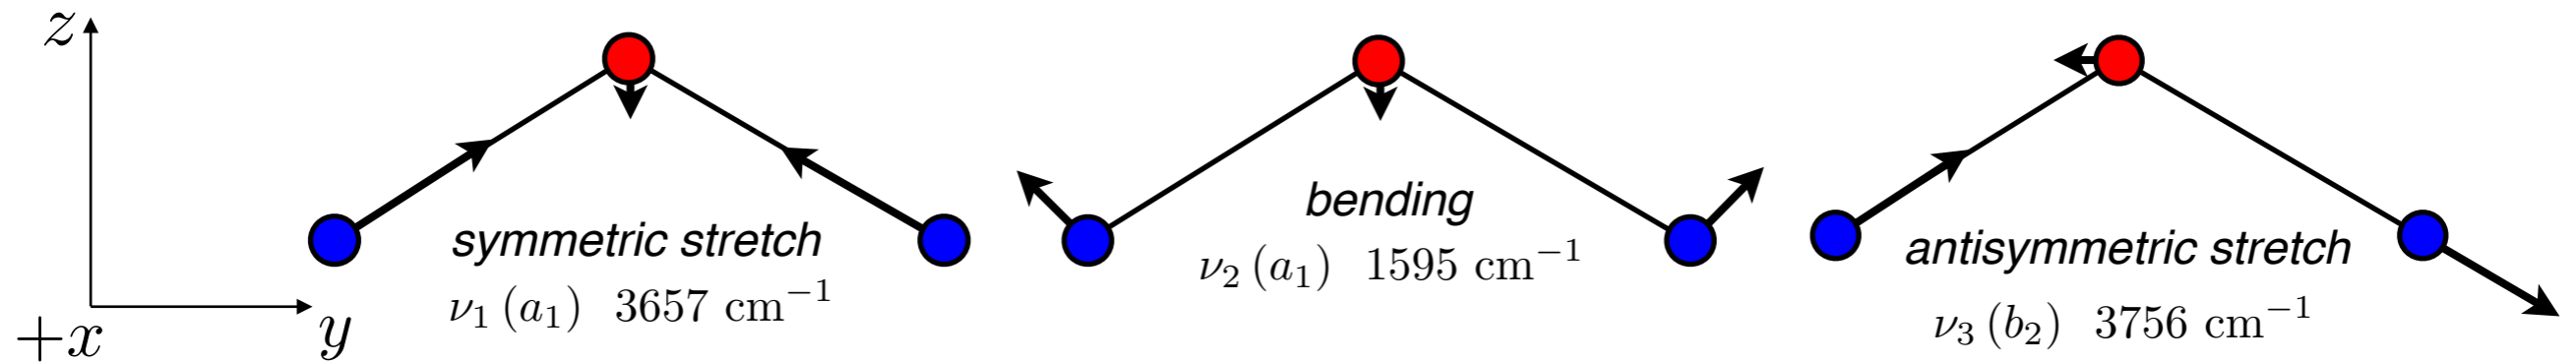 z
+x
y
symmetric stretch
ν₁ (a₁) 3657 cm⁻¹
bending
ν₂ (a₁) 1595 cm⁻¹
antisymmetric stretch
ν₃ (b₂) 3756 cm⁻¹